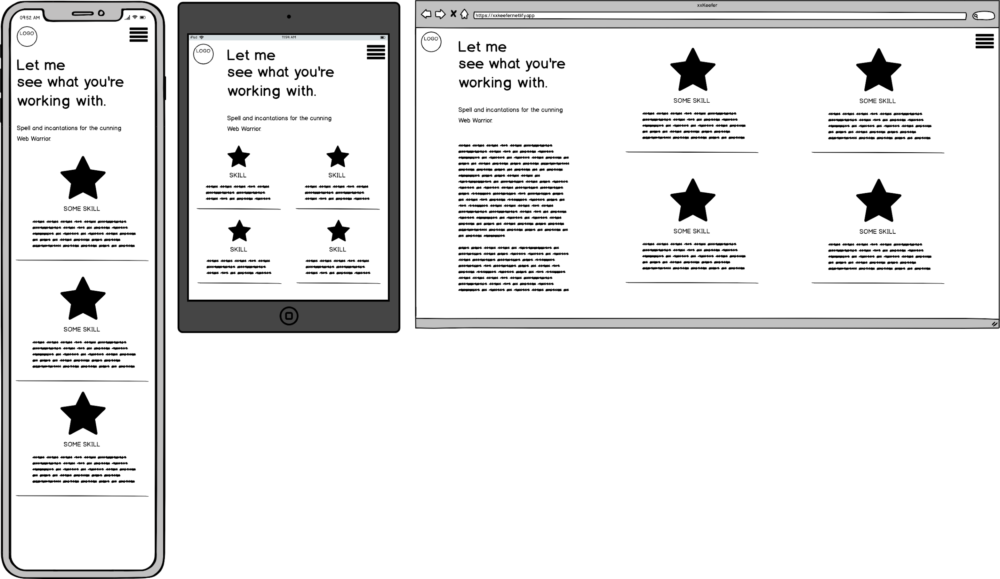 09:52 AM
LOGO
Let me
see what you're
working with.
Spell and incantations for the cunning
Web Warrior.
SOME SKILL
SOME SKILL
SOME SKILL
iPad
11:59 AM
LOGO
Let me
see what you're
working with.
Spell and incantations for the cunning
Web Warrior.
SKILL
SKILL
SKILL
SKILL
xxKeefer
https://xxkeefer.netlify.app
LOGO
Let me
see what you're
working with.
Spell and incantations for the cunning
Web Warrior.
SOME SKILL
SOME SKILL
SOME SKILL
SOME SKILL